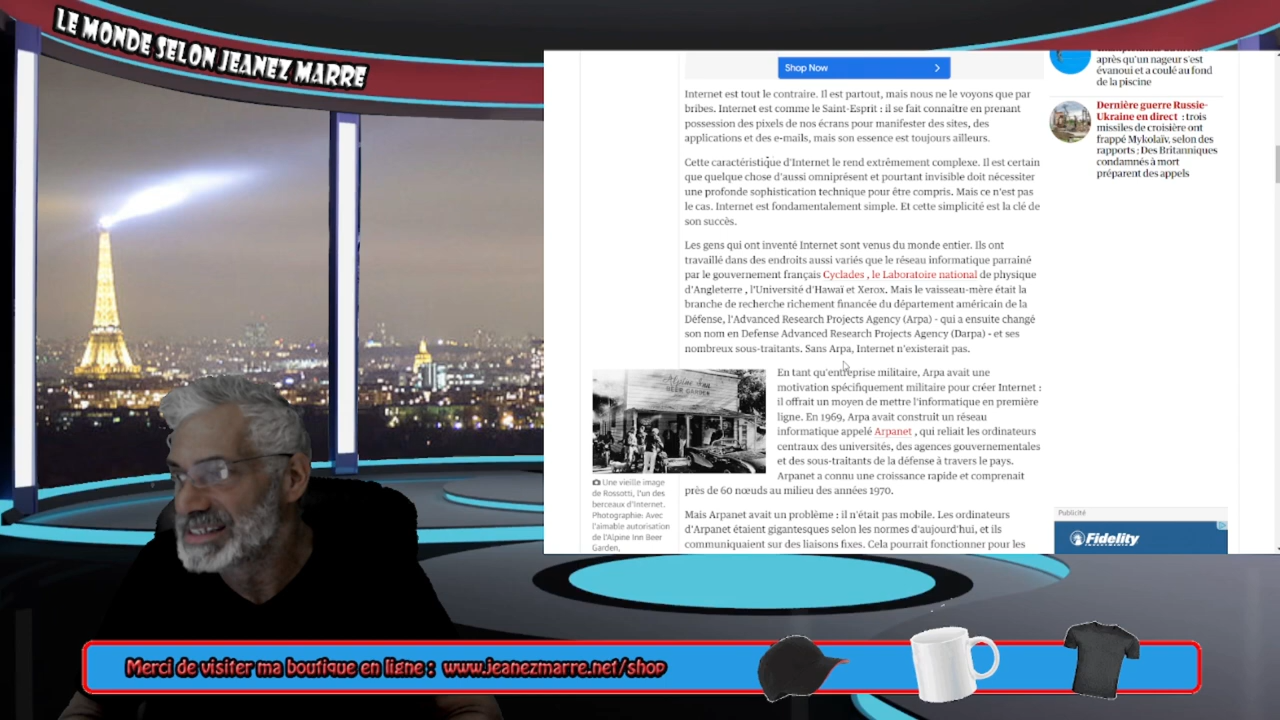 LE MONDE SELON JEANEZ MARRE
Shop Now
Internet est tout le contraire. Il est partout, mais nous ne le voyons que par
bribes. Internet est comme le Saint-Esprit : il se fait connaître en prenant
possession des pixels de nos écrans pour manifester des sites, des
applications et des e-mails, mais son essence est toujours ailleurs.
Cette caractéristique d'Internet le rend extrêmement complexe. Il est certain
que quelque chose d'aussi omniprésent et pourtant invisible doit nécessiter
une profonde sophistication technique pour être compris. Mais ce n'est pas
le cas. Internet est fondamentalement simple. Et cette simplicité est la clé de
son succès.
Les gens qui ont inventé Internet sont venus du monde entier. Ils ont
travaillé dans des endroits aussi variés que le réseau informatique parrainé
par le gouvernement français Cyclades , le Laboratoire national de physique
d'Angleterre , l'Université d'Hawaï et Xerox. Mais le vaisseau-mère était la
branche de recherche richement financée du département américain de la
Défense, l'Advanced Research Projects Agency (Arpa) - qui a ensuite changé
son nom en Defense Advanced Research Projects Agency (Darpa) - et ses
nombreux sous-traitants. Sans Arpa, Internet n'existerait pas.
En tant qu'entreprise militaire, Arpa avait une
motivation spécifiquement militaire pour créer Internet :
il offrait un moyen de mettre l'informatique en première
ligne. En 1969, Arpa avait construit un réseau
informatique appelé Arpanet , qui reliait les ordinateurs
centraux des universités, des agences gouvernementales
et des sous-traitants de la défense à travers le pays.
Arpanet a connu une croissance rapide et comprenait
près de 60 nœuds au milieu des années 1970.
Mais Arpanet avait un problème : il n'était pas mobile. Les ordinateurs
d'Arpanet étaient gigantesques selon les normes d'aujourd'hui, et ils
communiquaient sur des liaisons fixes. Cela pourrait fonctionner pour les
Alpine Inn
BEER GARDEN
Une vieille image
de Rossotti, l'un des
berceaux d'Internet.
Photographie: Avec
l'aimable autorisation
de l'Alpine Inn Beer
Garden,
après qu'un nageur s'est
évanoui et a coulé au fond
de la piscine
Dernière guerre Russie-
Ukraine en direct : trois
missiles de croisière ont
frappé Mykolaïv, selon des
rapports ; Des Britanniques
condamnés à mort
préparent des appels
Publicité
Fidelity
INVESTMENTS
Merci de visiter ma boutique en ligne : www.jeanezmarre.net/shop